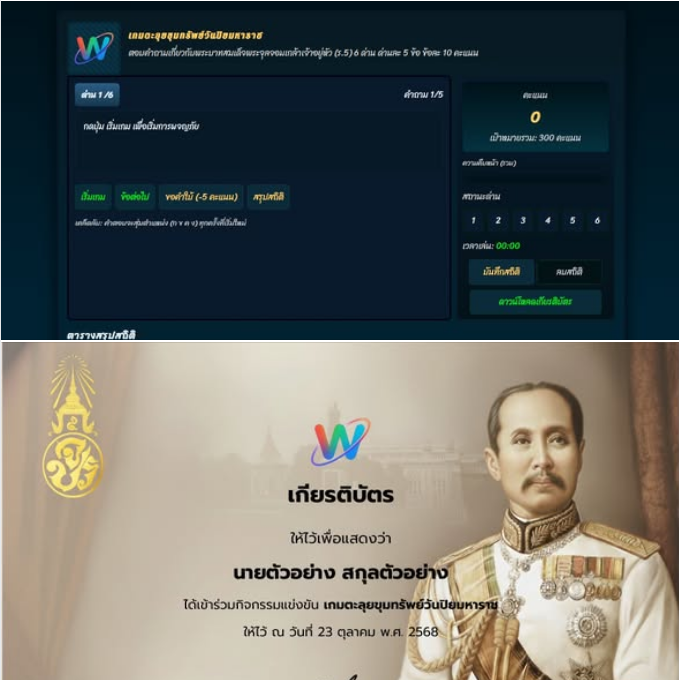 เกมตะลุยขุมทรัพย์วันปิยมหาราช
ตอบคำถามเกี่ยวกับพระบาทสมเด็จพระจุลจอมเกล้าเจ้าอยู่หัว (ร.5) 6 ด่าน ด่านละ 5 ข้อ ข้อละ 10 คะแนน
ด่าน 1 /6
คำถาม 1/5
กดปุ่ม เริ่มเกม เพื่อเริ่มการผจญภัย
เริ่มเกม ข้อต่อไป ขอคำใบ้ (-5 คะแนน) สรุปสถิติ
เคล็ดลับ: คำตอบจะสุ่มตำแหน่ง (ก ข ค ง) ทุกครั้งที่เริ่มใหม่
คะแนน
0
เป้าหมายรวม: 300 คะแนน
ความคืบหน้า (รวม)
สถานะด่าน
1 2 3 4 5 6
เวลาเล่น: 00:00
บันทึกสถิติ ลบสถิติ
ดาวน์โหลดเกียรติบัตร
ตารางสรุปสถิติ
เกียรติบัตร
ให้ไว้เพื่อแสดงว่า
นายตัวอย่าง สกุลตัวอย่าง
ได้เข้าร่วมกิจกรรมแข่งขัน เกมตะลุยขุมทรัพย์วันปิยมหาราช
ให้ไว้ ณ วันที่ 23 ตุลาคม พ.ศ. 2568